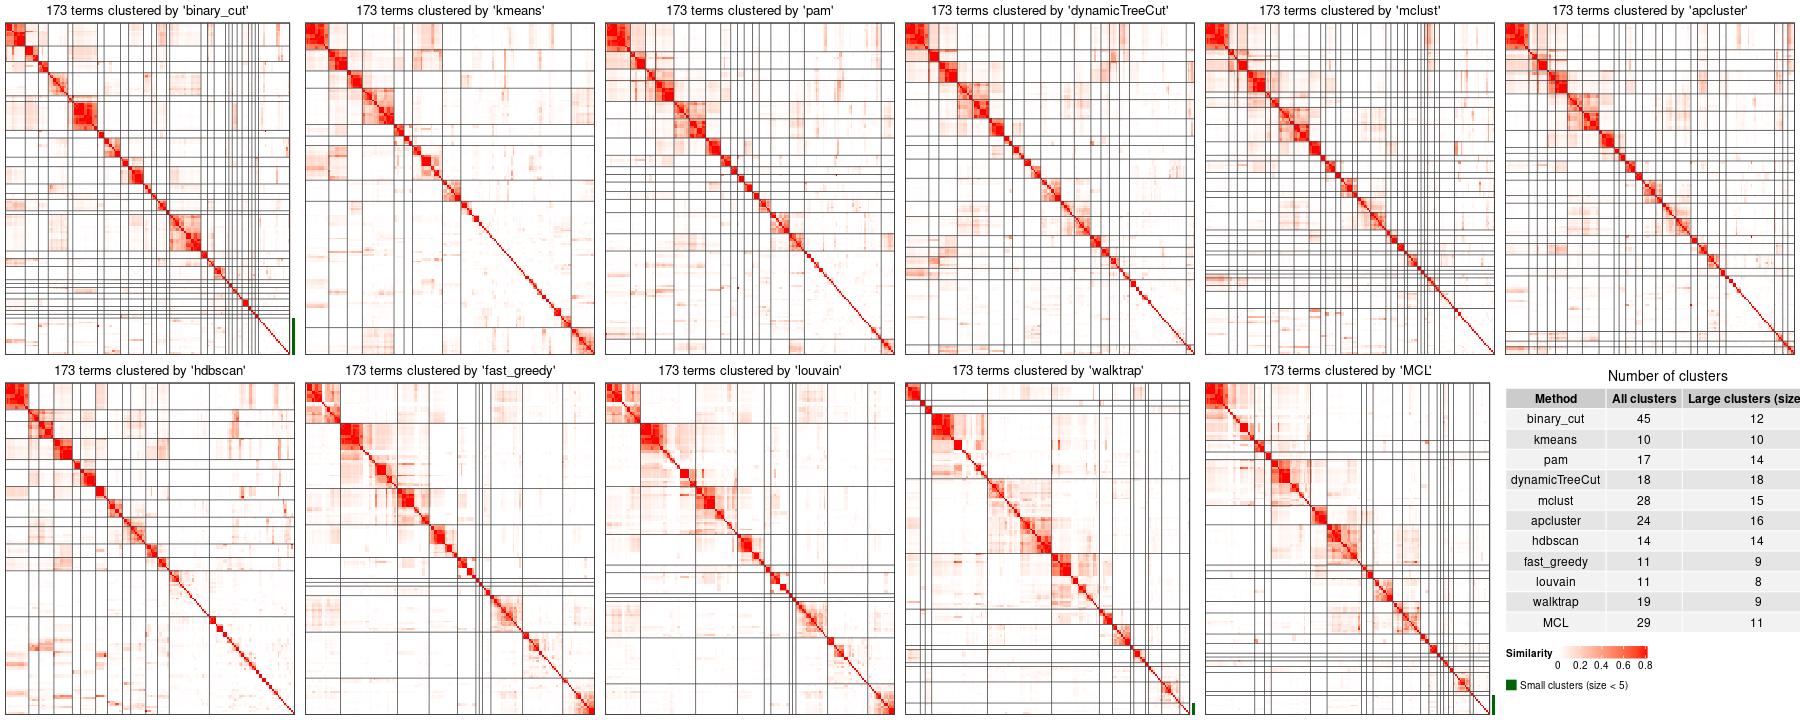 173 terms clustered by 'binary_cut'
173 terms clustered by 'kmeans'
173 terms clustered by 'pam'
173 terms clustered by 'dynamicTreeCut'
173 terms clustered by 'mclust'
173 terms clustered by 'apcluster'
173 terms clustered by 'hdbscan'
173 terms clustered by 'fast_greedy'
173 terms clustered by 'louvain'
173 terms clustered by 'walktrap'
173 terms clustered by 'MCL'
Number of clusters
Method All clusters Large clusters (size
binary_cut 45 12
kmeans 10 10
pam 17 14
dynamicTreeCut 18 18
mclust 28 15
apcluster 24 16
hdbscan 14 14
fast_greedy 11 9
louvain 11 8
walktrap 19 9
MCL 29 11
Similarity
0 0.2 0.4 0.6 0.8
Small clusters (size < 5)